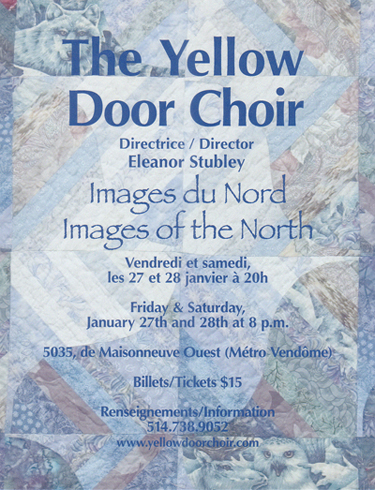 The Yellow
Door Choir
Directrice / Director
Eleanor Stubley
Images du Nord
Images of the North
Vendredi et samedi,
les 27 et 28 janvier à 20h
Friday & Saturday,
January 27th and 28th at 8 p.m.
5035, de Maisonneuve Ouest (Métro Vendôme)
Billets/Tickets $15
Renseignements/Information
514.738.9052
www.yellowdoorchoir.com